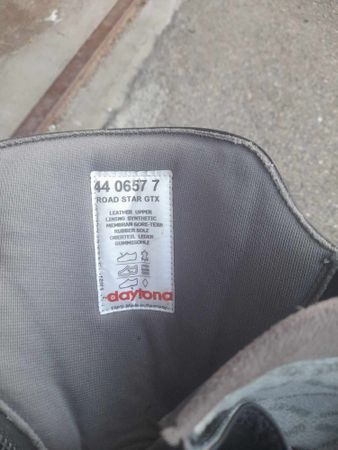 44 0657 7
ROAD STAR GTX
LEATHER UPPER
LINING SYNTHETIC
MEMBRAN GORE-TEX®
RUBBER SOLE
OBERTEIL LEDER
GUMMISOHLE
daytona